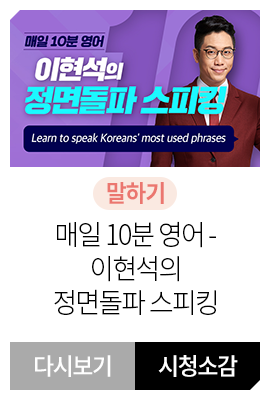 매일 10분 영어
이현석의
정면돌파 스피킹
Learn to speak Koreans' most used phrases
말하기
매일 10분 영어 -
이현석의
정면돌파 스피킹
다시보기
시청소감